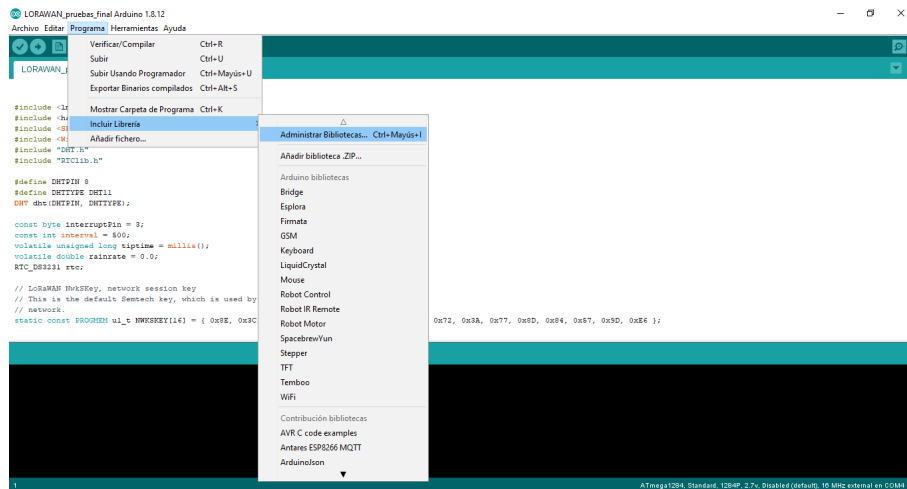 LORAWAN_pruebas_final Arduino 1.8.12
Archivo Editar Programa Herramientas Ayuda
Verificar/Compilar Ctrl+R
Subir Ctrl+U
Subir Usando Programador Ctrl+Mayús+U
Exportar Binarios compilados Ctrl+Alt+S
Mostrar Carpeta de Programa Ctrl+K
Incluir Librería
Añadir fichero...
Administrar Bibliotecas... Ctrl+Mayús+I
Añadir biblioteca .ZIP...
Arduino bibliotecas
Bridge
Esplora
Firmata
GSM
Keyboard
LiquidCrystal
Mouse
Robot Control
Robot IR Remote
Robot Motor
SpacebrewYun
Stepper
TFT
Temboo
WiFi
Contribución bibliotecas
AVR C code examples
Antares ESP8266 MQTT
ArduinoJson
LORAWAN_
#include
#include
#include
#include
#include "DHT.h"
#include "RTClib.h"
#define DHTPIN 8
#define DHTTYPE DHT11
DHT dht(DHTPIN, DHTTYPE);
const byte interruptPin = 3;
const int interval = 500;
volatile unsigned long tiptime = millis();
volatile double rainrate = 0.0;
RTC_DS3231 rtc;
// LoRaWAN NwkSKey, network session key
// This is the default Semtech key, which is used by
// network.
static const PROGMEM u1_t NWKSKEY[16] = { 0x8E, 0x3C 0x72, 0x3A, 0x77, 0x8D, 0x84, 0x57, 0x9D, 0xE6 };
1 ATmega1284, Standard, 1284P, 2.7v, Disabled (default), 16 MHz external en COM4